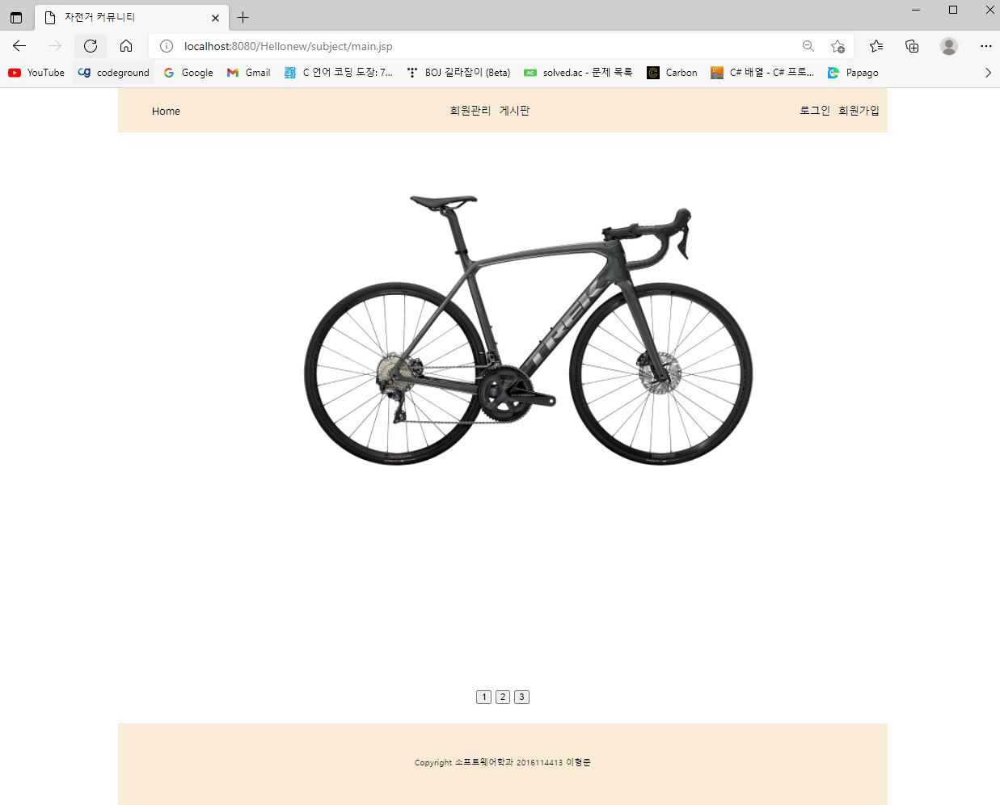 자전거 커뮤니티
localhost:8080/Hellonew/subject/main.jsp
YouTube codeground Google Gmail C 언어 코딩 도장: 7... BOJ 길라잡이 (Beta) solved.ac - 문제 목록 Carbon C# 배열 - C# 프로... Papago
Home 회원관리 게시판 로그인 회원가입
TREK
1 2 3
Copyright 소프트웨어학과 2016114413 이형준